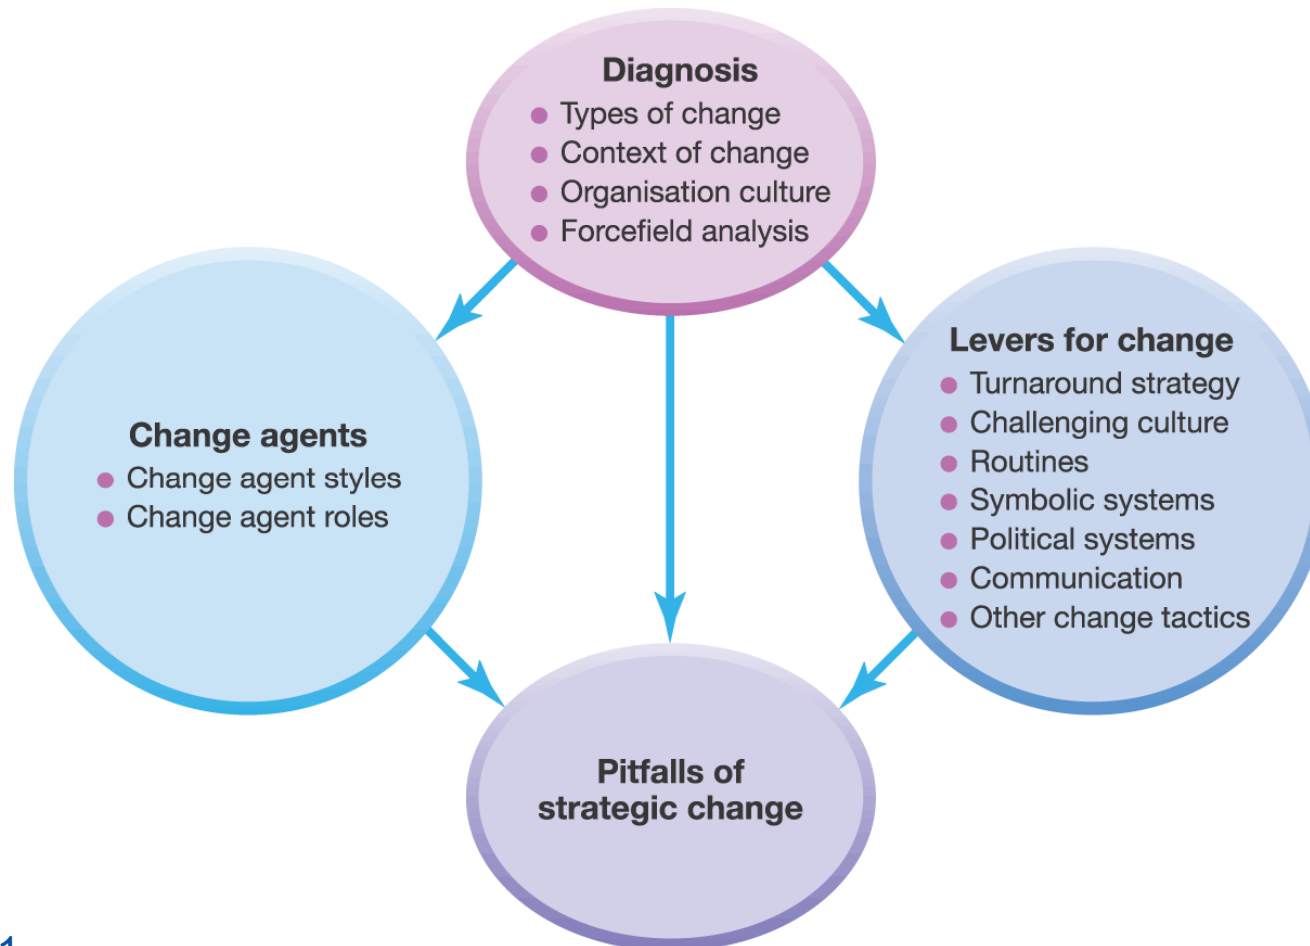 Diagnosis
Types of change
Context of change
Organisation culture
Forcefield analysis
Change agents
Change agent styles
Change agent roles
Levers for change
Turnaround strategy
Challenging culture
Routines
Symbolic systems
Political systems
Communication
Other change tactics
Pitfalls of
strategic change
1